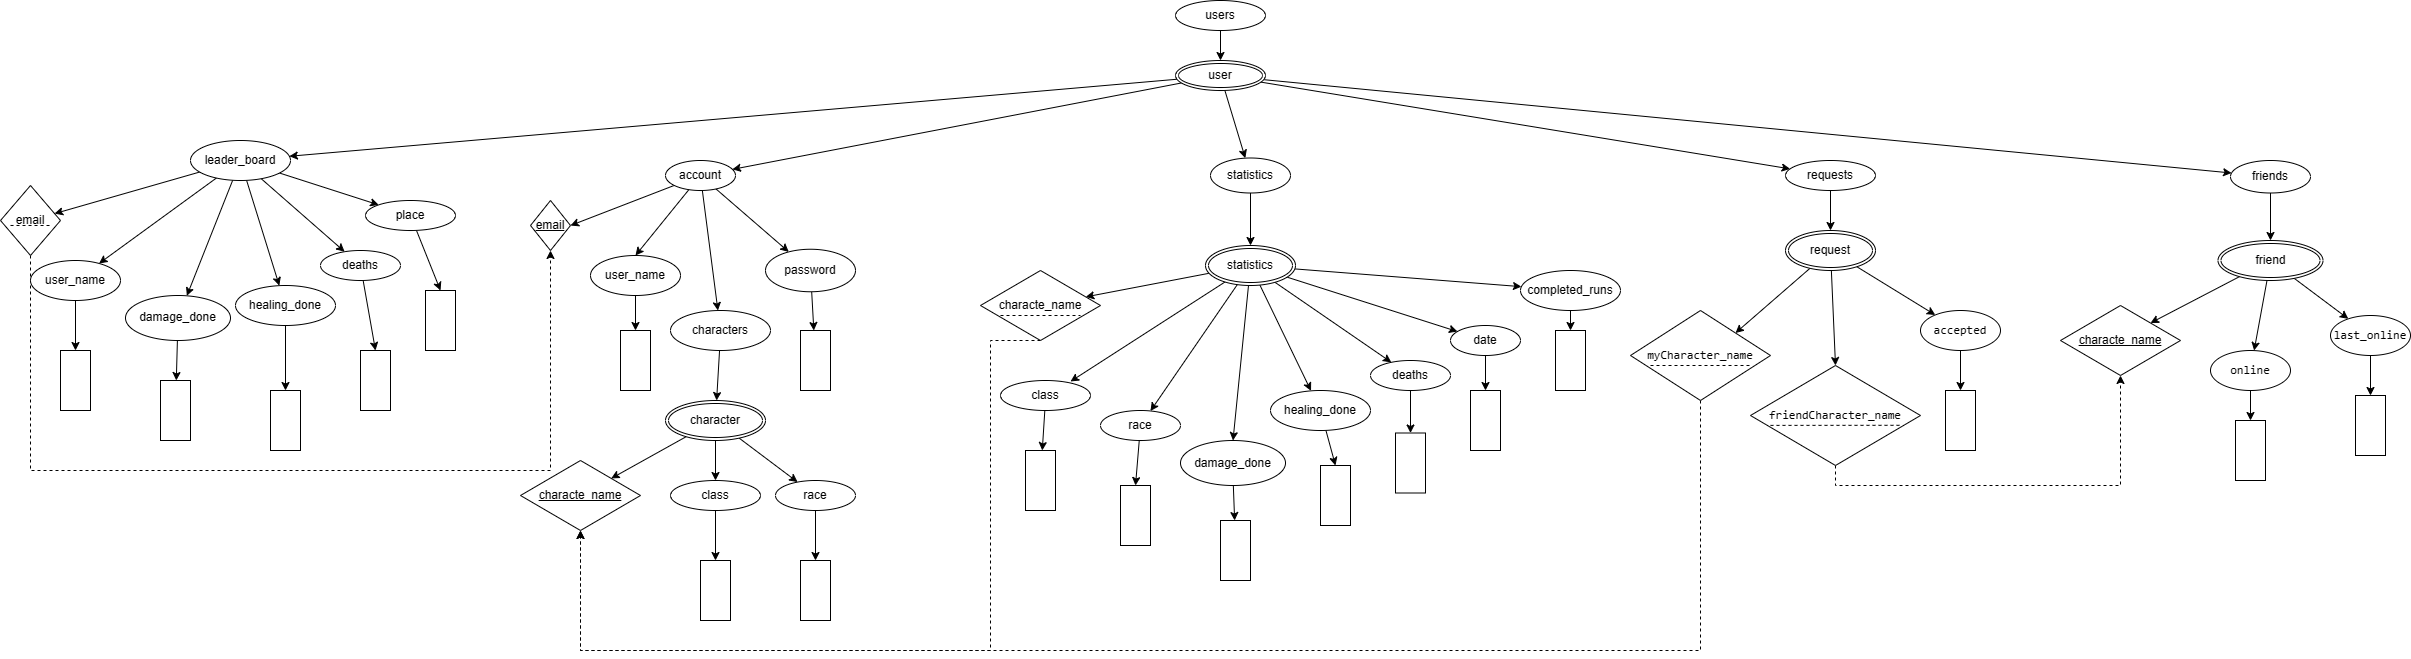 users
user
leader_board
account
statistics
requests
friends
email
place
email
user_name
deaths
user_name
password
statistics
request
friend
damage_done
healing_done
characters
characte_name
completed_runs
myCharacter_name
accepted
characte_name
last_online
date
deaths
online
class
race
healing_done
friendCharacter_name
character
damage_done
characte_name
class
race